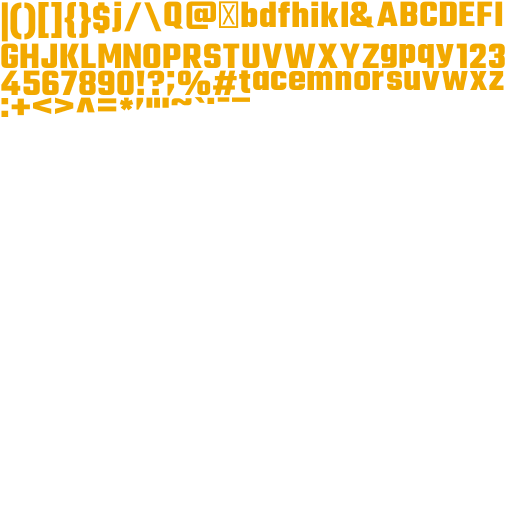 |()[]{}$j/\Q@bdfhikl&ABCDEFI
GHJKLMNOPRSTUVWXYZgpqy123
4567890!?;%#tacemnorsuvwxz
:+<>^=*'"~`